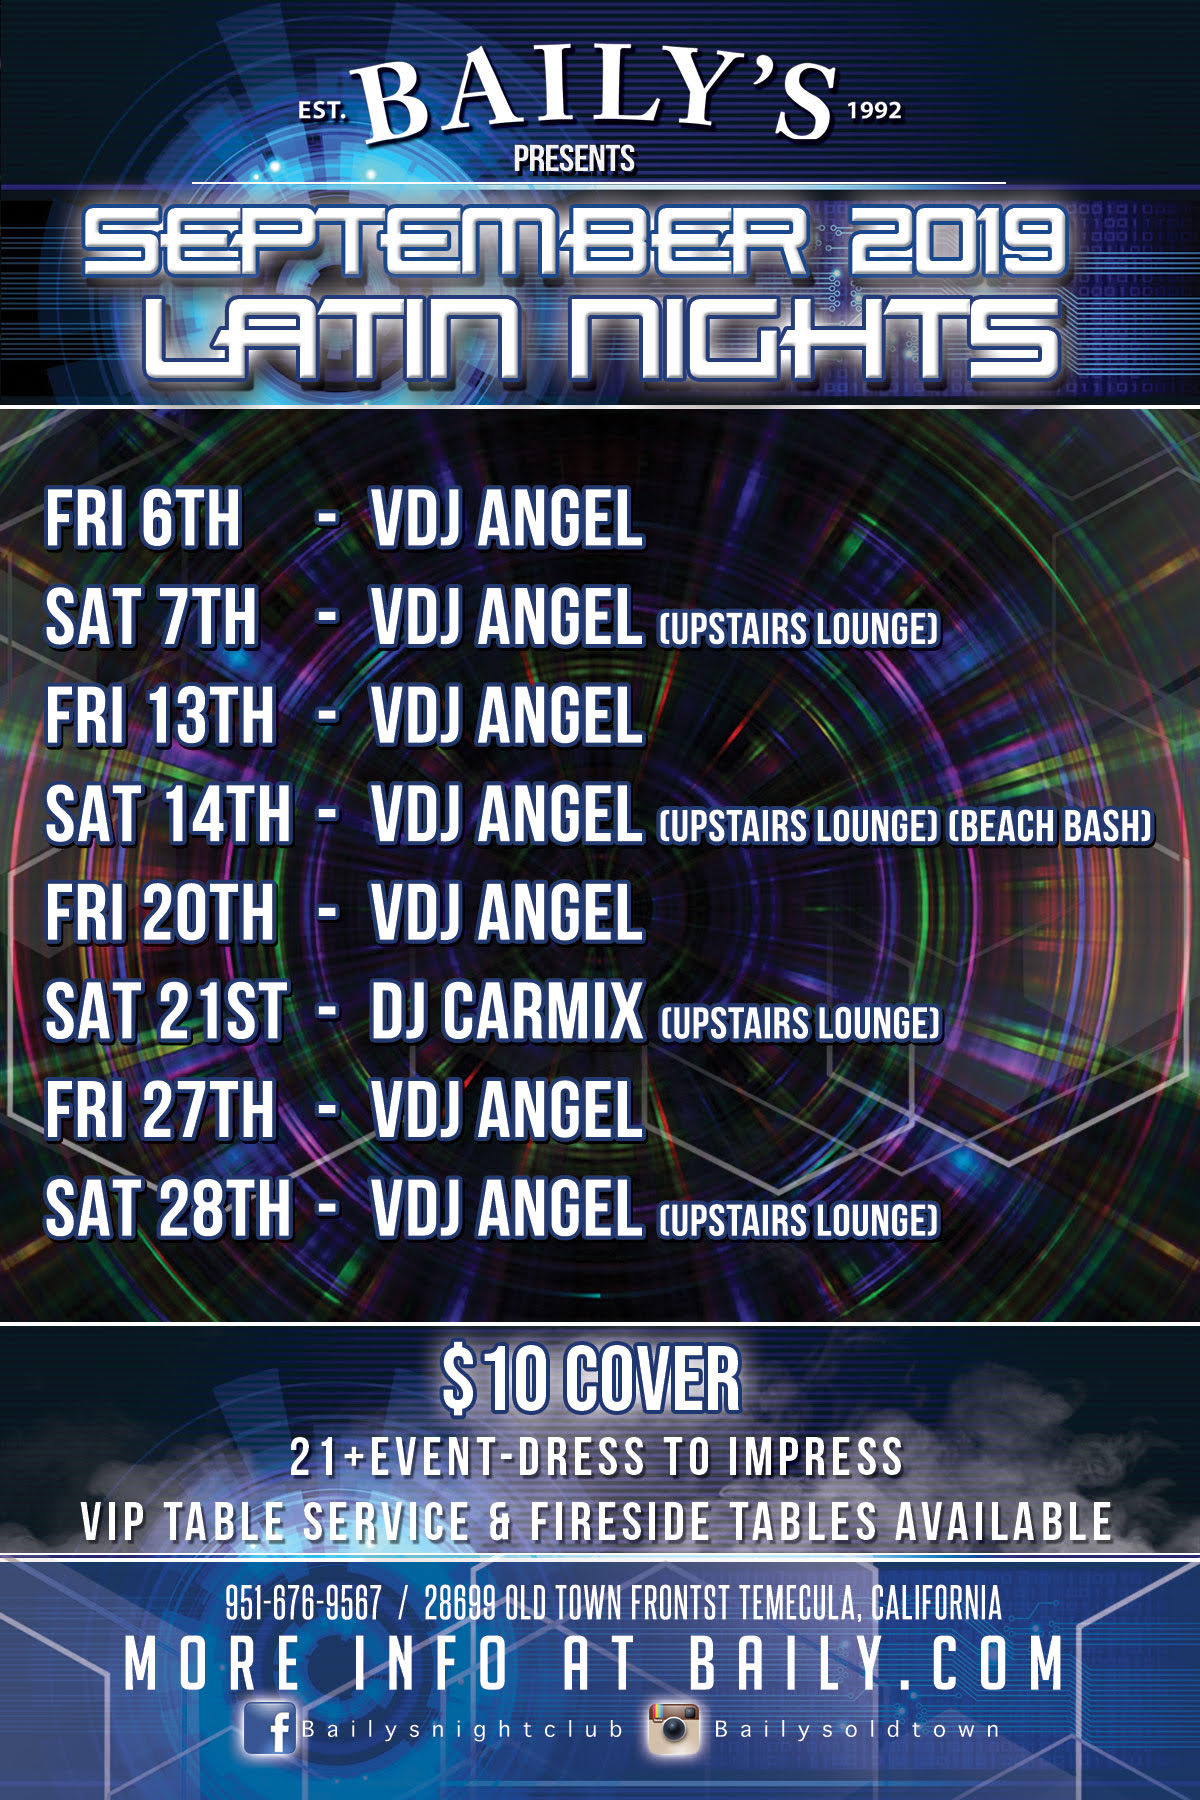 EST. BAILY'S 1992
PRESENTS
SEPTEMBER 2019
LATIN NIGHTS
FRI 6TH - VDJ ANGEL
SAT 7TH - VDJ ANGEL (UPSTAIRS LOUNGE)
FRI 13TH - VDJ ANGEL
SAT 14TH - VDJ ANGEL (UPSTAIRS LOUNGE) (BEACH BASH)
FRI 20TH - VDJ ANGEL
SAT 21ST - DJ CARMIX (UPSTAIRS LOUNGE)
FRI 27TH - VDJ ANGEL
SAT 28TH - VDJ ANGEL (UPSTAIRS LOUNGE)
$10 COVER
21+EVENT-DRESS TO IMPRESS
VIP TABLE SERVICE & FIRESIDE TABLES AVAILABLE
951-676-9567 / 28699 OLD TOWN FRONTST TEMECULA, CALIFORNIA
MORE INFO AT BAILY.COM
f Bailysnightclub Bailysoldtown